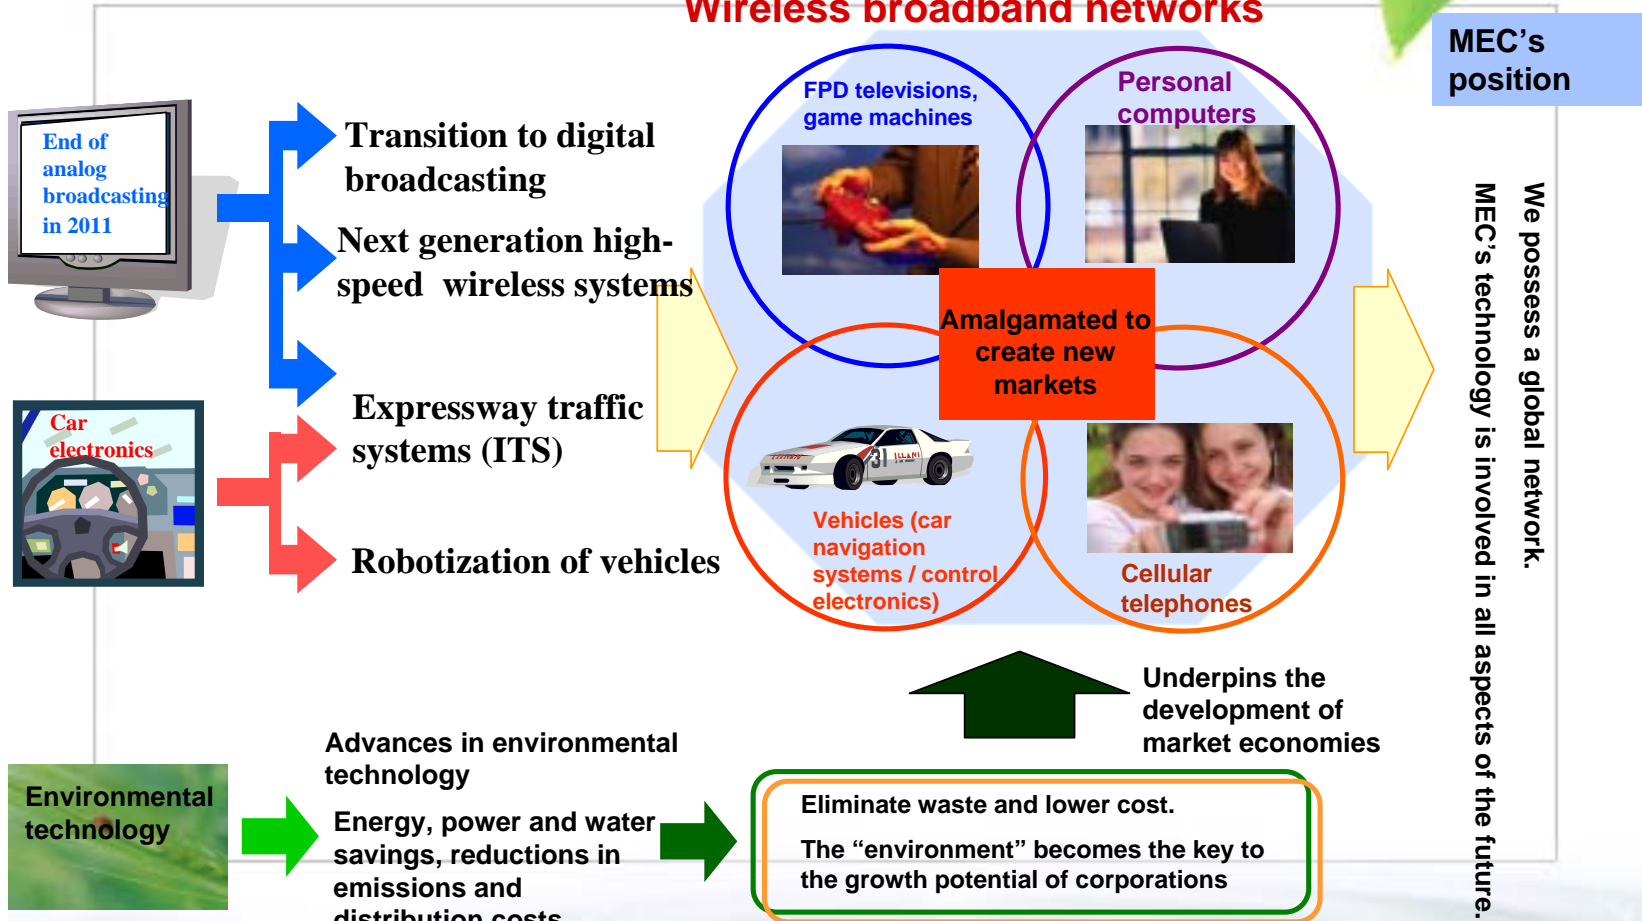 Wireless broadband networks
MEC's
position
End of
analog
broadcasting
in 2011
Transition to digital
broadcasting
Next generation high-
speed wireless systems
Expressway traffic
systems (ITS)
Robotization of vehicles
Car
electronics
FPD televisions,
game machines
Personal
computers
Amalgamated to
create new
markets
31
Vehicles (car
navigation
systems / control
electronics)
Cellular
telephones
We possess a global network.
MEC's technology is involved in all aspects of the future.
Underpins the
development of
market economies
Environmental
technology
Advances in environmental
technology
Energy, power and water
savings, reductions in
emissions and
distribution costs
Eliminate waste and lower cost.
The “environment” becomes the key to
the growth potential of corporations